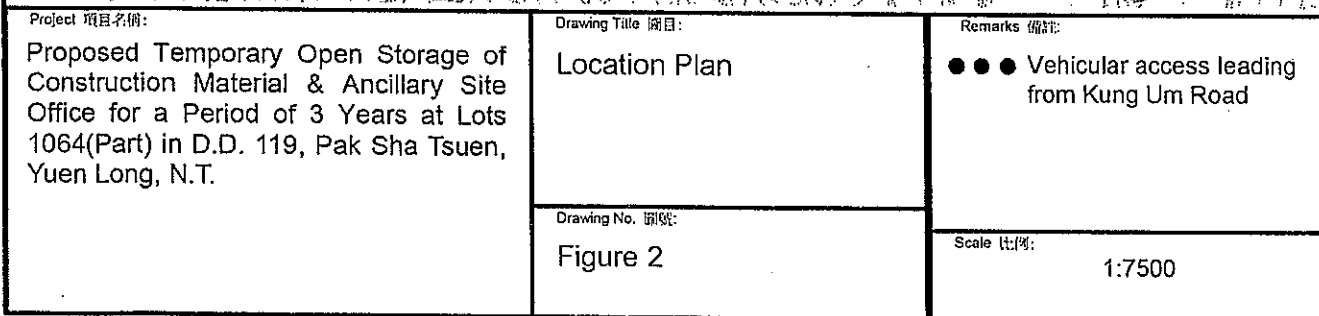 Project 項目名稱:
Proposed Temporary Open Storage of
Construction Material & Ancillary Site
Office for a Period of 3 Years at Lots
1064(Part) in D.D. 119, Pak Sha Tsuen,
Yuen Long, N.T.
Drawing Title 圖目:
Location Plan
Drawing No. 圖號:
Figure 2
Remarks 備註:
●●● Vehicular access leading
from Kung Um Road
Scale 比例:
1:7500